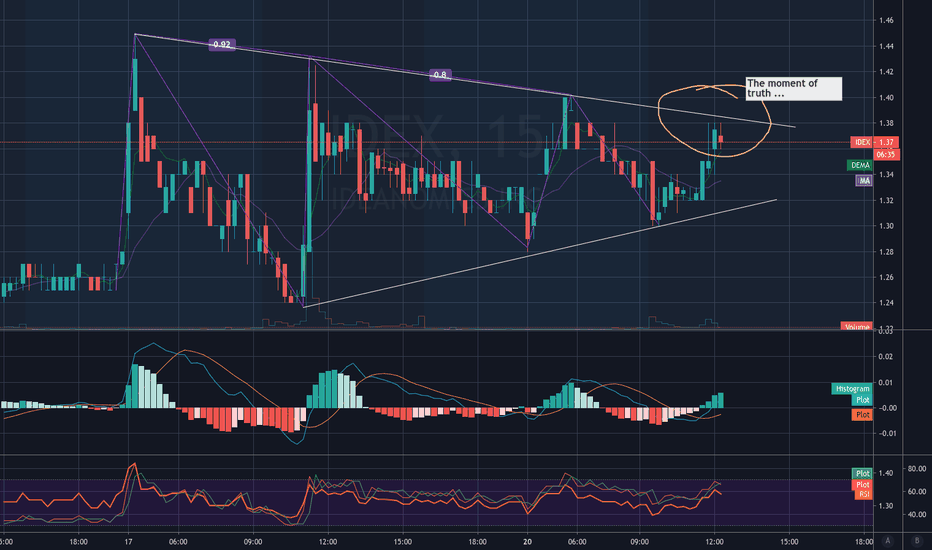 1.46
1.44
0.92
1.42
0.8
The moment of
truth ...
1.40
1.38
IDEX, 15
IDEX 1.37
06:35
DEMA
MA
1.34
1.32
1.30
1.28
1.26
1.24
Volume
1.22
0.03
0.02
0.01
Histogram
Plot
-0.00
Plot
-0.01
Plot 1.40 80.00
Plot
60.00
RSI
1.30
40.00
18:00 17 06:00 09:00 12:00 15:00 18:00 20 06:00 09:00 12:00 15:00 18:00 A B